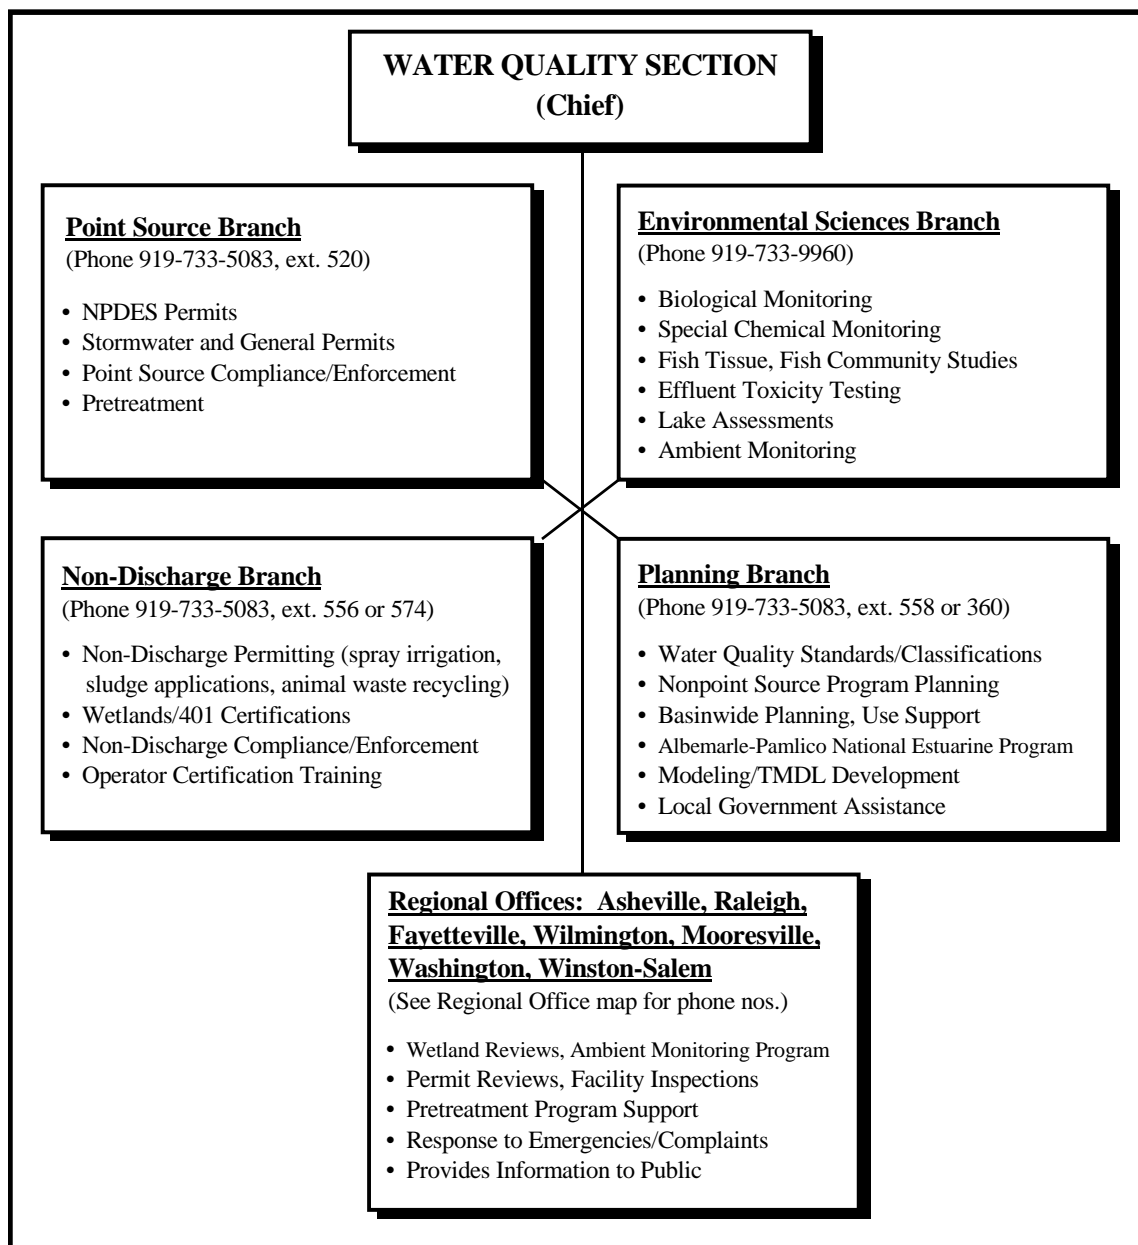 WATER QUALITY SECTION
(Chief)
Point Source Branch
(Phone 919-733-5083, ext. 520)
• NPDES Permits
• Stormwater and General Permits
• Point Source Compliance/Enforcement
• Pretreatment
Environmental Sciences Branch
(Phone 919-733-9960)
• Biological Monitoring
• Special Chemical Monitoring
• Fish Tissue, Fish Community Studies
• Effluent Toxicity Testing
• Lake Assessments
• Ambient Monitoring
Non-Discharge Branch
(Phone 919-733-5083, ext. 556 or 574)
• Non-Discharge Permitting (spray irrigation,
sludge applications, animal waste recycling)
• Wetlands/401 Certifications
• Non-Discharge Compliance/Enforcement
• Operator Certification Training
Planning Branch
(Phone 919-733-5083, ext. 558 or 360)
• Water Quality Standards/Classifications
• Nonpoint Source Program Planning
• Basinwide Planning, Use Support
• Albemarle-Pamlico National Estuarine Program
• Modeling/TMDL Development
• Local Government Assistance
Regional Offices: Asheville, Raleigh,
Fayetteville, Wilmington, Mooresville,
Washington, Winston-Salem
(See Regional Office map for phone nos.)
• Wetland Reviews, Ambient Monitoring Program
• Permit Reviews, Facility Inspections
• Pretreatment Program Support
• Response to Emergencies/Complaints
• Provides Information to Public